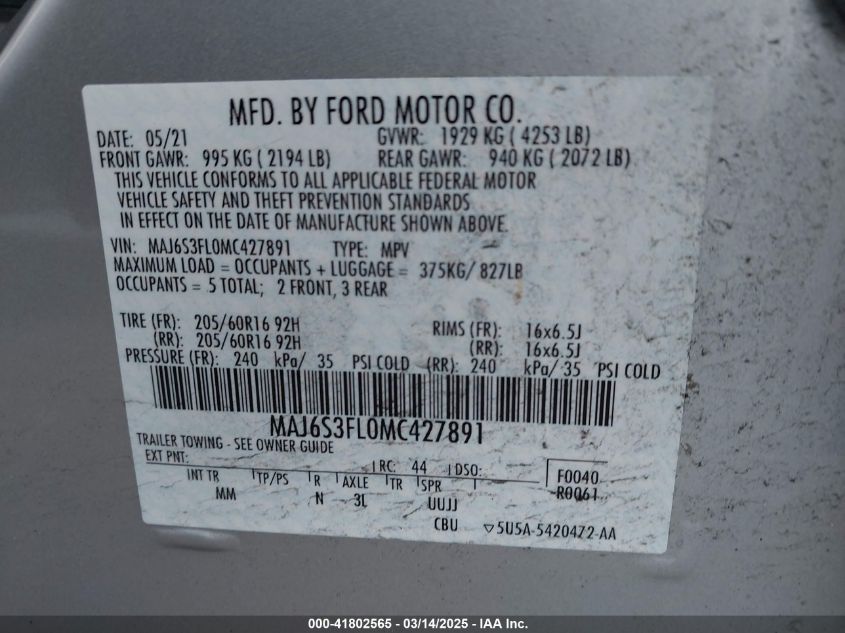 MFD. BY FORD MOTOR CO.
DATE: 05/21 GVWR: 1929 KG ( 4253 LB)
FRONT GAWR: 995 KG ( 2194 LB) REAR GAWR: 940 KG ( 2072 LB)
THIS VEHICLE CONFORMS TO ALL APPLICABLE FEDERAL MOTOR
VEHICLE SAFETY AND THEFT PREVENTION STANDARDS
IN EFFECT ON THE DATE OF MANUFACTURE SHOWN ABOVE.
VIN: MAJ6S3FL0MC427891 TYPE: MPV
MAXIMUM LOAD = OCCUPANTS + LUGGAGE = 375KG/ 827LB
OCCUPANTS = 5 TOTAL; 2 FRONT, 3 REAR
TIRE (FR): 205/60R16 92H RIMS (FR): 16x6.5J
(RR): 205/60R16 92H (RR): 16x6.5J
PRESSURE (FR): 240 kPa/ 35 PSI COLD (RR): 240 kPa/ 35 PSI COLD
MAJ6S3FL0MC427891
TRAILER TOWING - SEE OWNER GUIDE
EXT PNT: RC: 44 DSO: F0040
INT TR TP/PS R AXLE TR SPR R0061
MM N 3L UUJJ
CBU ▽5U5A-5420472-AA
000-41802565 / 03/14/2025 - IAA Inc.